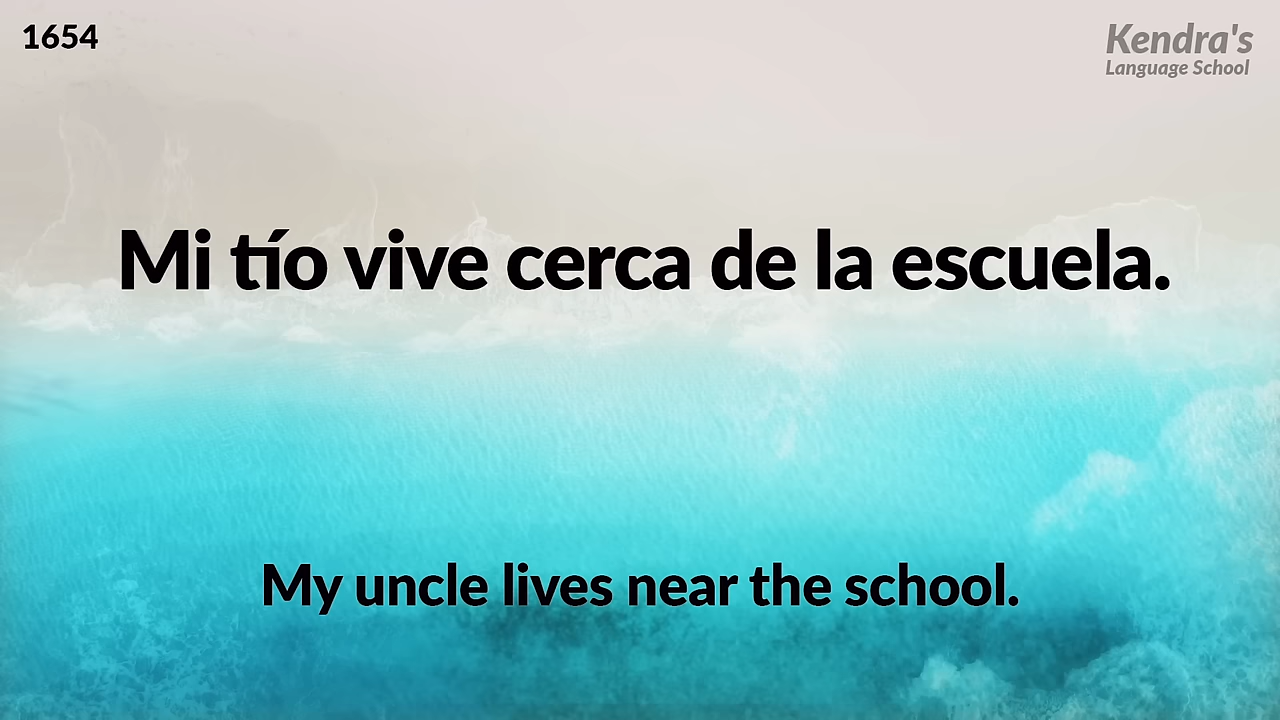 1654
Kendra's
Language School
Mi tío vive cerca de la escuela.
My uncle lives near the school.